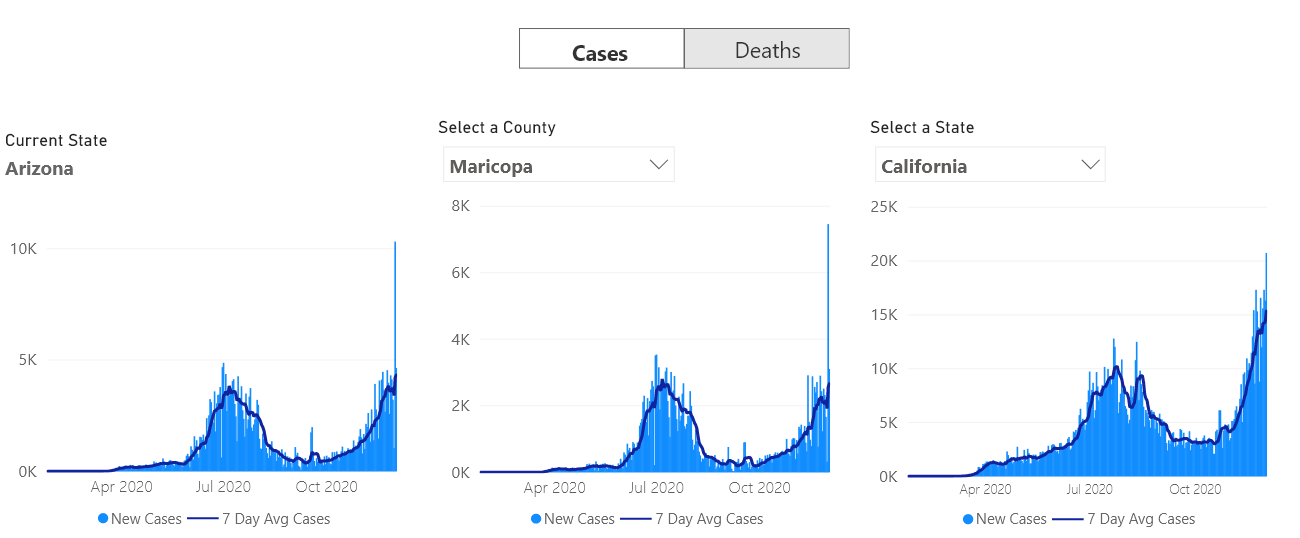 Cases
Deaths
Current State
Arizona
10K
5K
0K
Apr 2020
Jul 2020
Oct 2020
New Cases
7 Day Avg Cases
Select a County
Maricopa
8K
6K
4K
2K
0K
Apr 2020
Jul 2020
Oct 2020
New Cases
7 Day Avg Cases
Select a State
California
25K
20K
15K
10K
5K
0K
Apr 2020
Jul 2020
Oct 2020
New Cases
7 Day Avg Cases